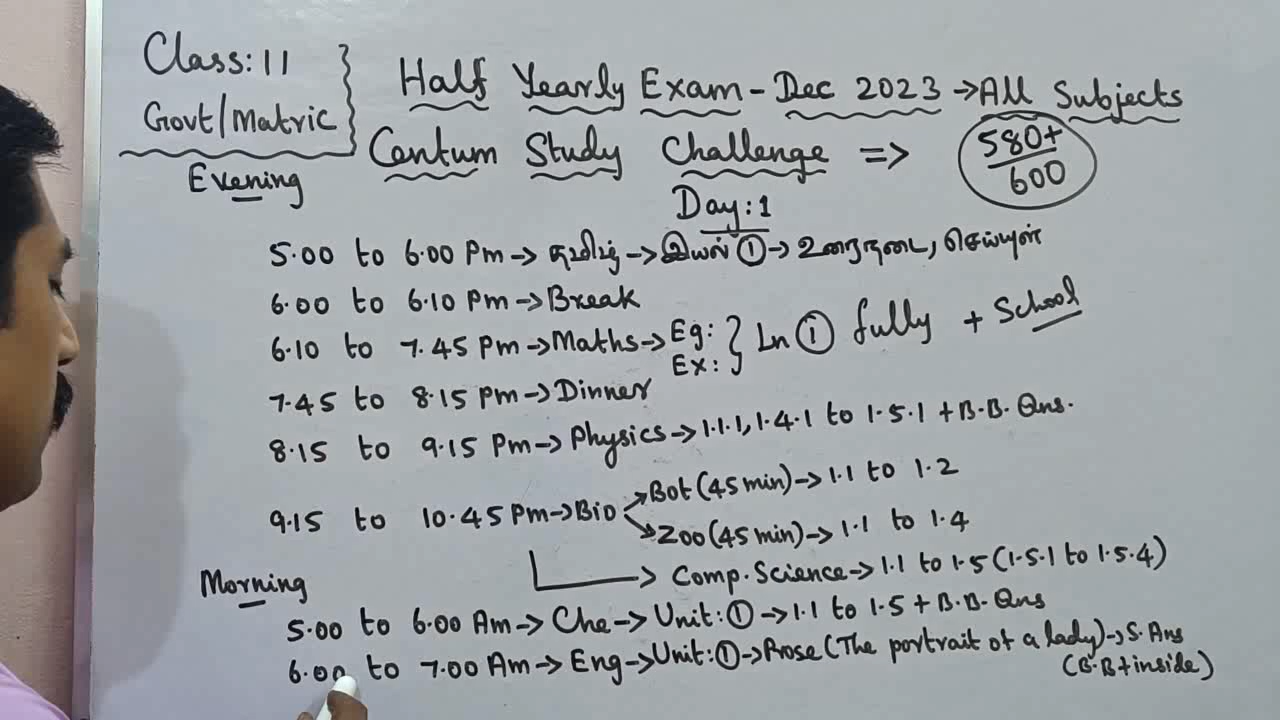 Class: 11
Govt/Matric
Half Yearly Exam - Dec 2023 → All Subjects
Centum Study Challenge => 580+/600
Evening
Day: 1
5.00 to 6.00 Pm → தமிழ் → இயல் ① → உரைநடை, செய்யுள்
6.00 to 6.10 Pm → Break
6.10 to 7.45 Pm → Maths → Eg: Ex: } Ln ① fully + School
7.45 to 8.15 Pm → Dinner
8.15 to 9.15 Pm → Physics → 1.1.1, 1.4.1 to 1.5.1 + B.B. Qns.
9.15 to 10.45 Pm → Bio
Bot (45 min) → 1.1 to 1.2
Zoo (45 min) → 1.1 to 1.4
→ Comp. Science → 1.1 to 1.5 (1.5.1 to 1.5.4)
Morning
5.00 to 6.00 Am → Che → Unit: ① → 1.1 to 1.5 + B.B. Qns
6.00 to 7.00 Am → Eng → Unit: ① → Prose (The portrait of a lady) → S. Ans
(B.B + inside)